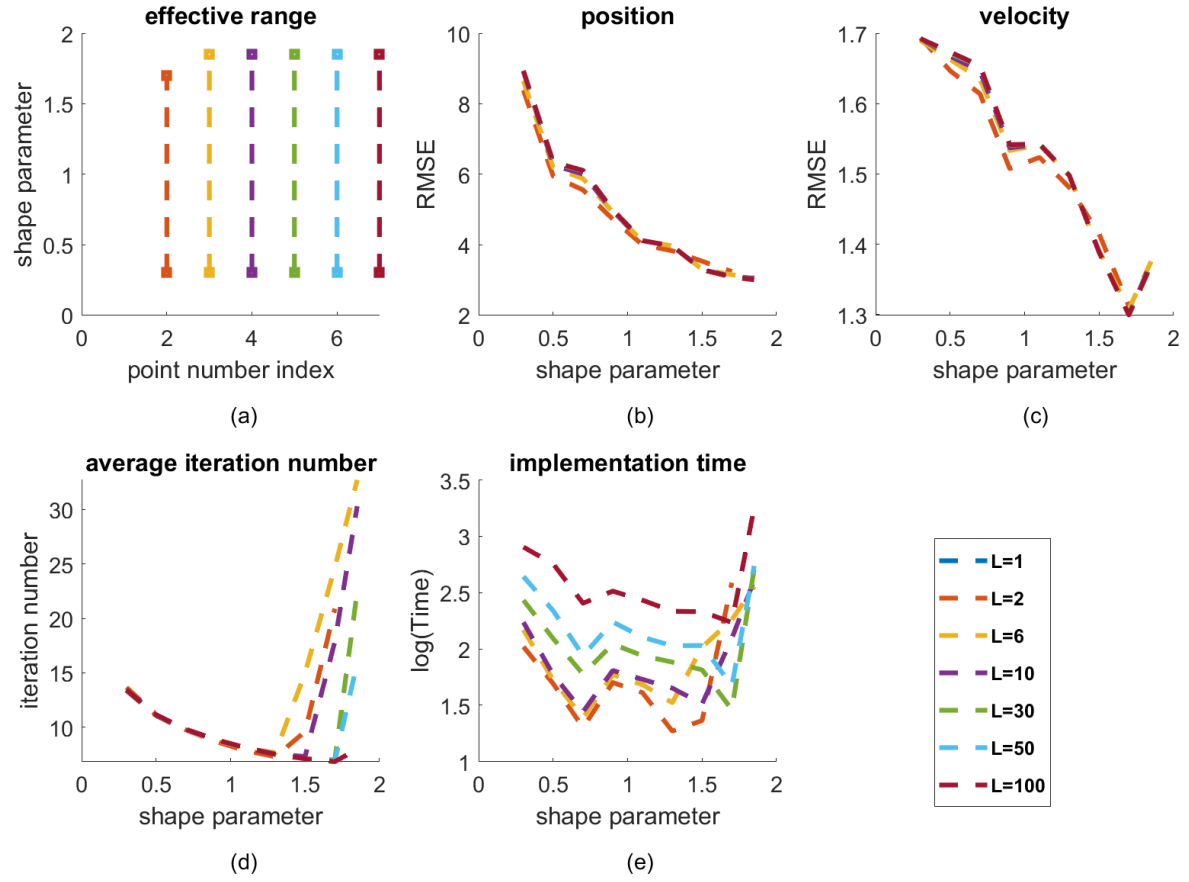 effective range
2
1.5
1
0.5
0
shape parameter
0
2
4
6
point number index
(a)
position
10
8
6
4
2
RMSE
0
0.5
1
1.5
2
shape parameter
(b)
velocity
1.7
1.6
1.5
1.4
1.3
RMSE
0
0.5
1
1.5
2
shape parameter
(c)
average iteration number
30
25
20
15
10
iteration number
0
0.5
1
1.5
2
shape parameter
(d)
implementation time
3.5
3
2.5
2
1.5
1
log(Time)
0
0.5
1
1.5
2
shape parameter
(e)
L=1
L=2
L=6
L=10
L=30
L=50
L=100